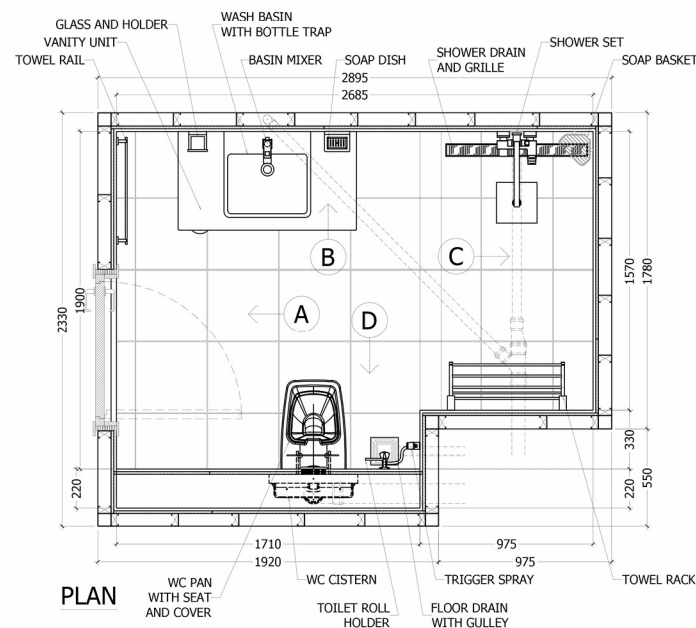 WASH BASIN
WITH BOTTLE TRAP
GLASS AND HOLDER
VANITY UNIT
TOWEL RAIL
BASIN MIXER
SOAP DISH
SHOWER DRAIN
AND GRILLE
SHOWER SET
SOAP BASKET
2895
2685
B
C
A
D
2330
1900
220
1570
1780
330
220
550
1710
975
1920
975
PLAN
WC PAN
WITH SEAT
AND COVER
WC CISTERN
TOILET ROLL
HOLDER
TRIGGER SPRAY
FLOOR DRAIN
WITH GULLEY
TOWEL RACK